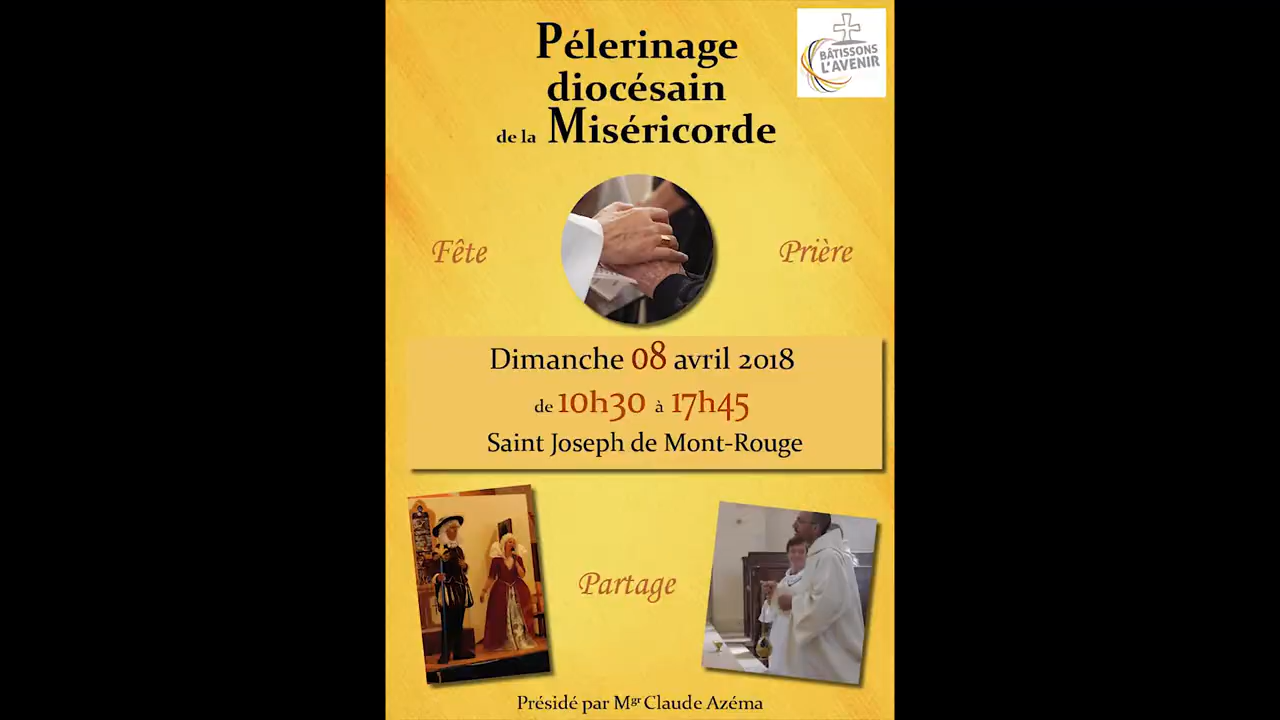 Pélerinage
diocésain
de la Miséricorde
BÂTISSONS
L'AVENIR
Fête
Prière
Dimanche 08 avril 2018
de 10h30 à 17h45
Saint Joseph de Mont-Rouge
Partage
Présidé par Mgr Claude Azéma